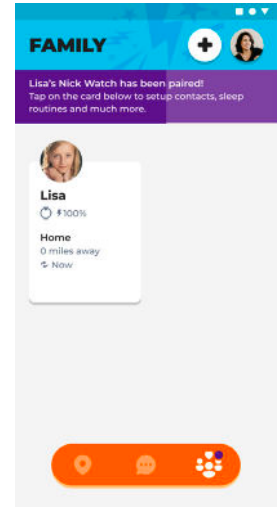 FAMILY
Lisa's Nick Watch has been paired!
Tap on the card below to setup contacts, sleep
routines and much more.
Lisa
100%
Home
0 miles away
Now